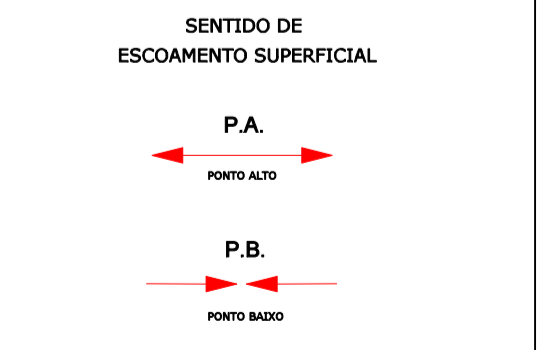 SENTIDO DE
ESCOAMENTO SUPERFICIAL
P.A.
PONTO ALTO
P.B.
PONTO BAIXO